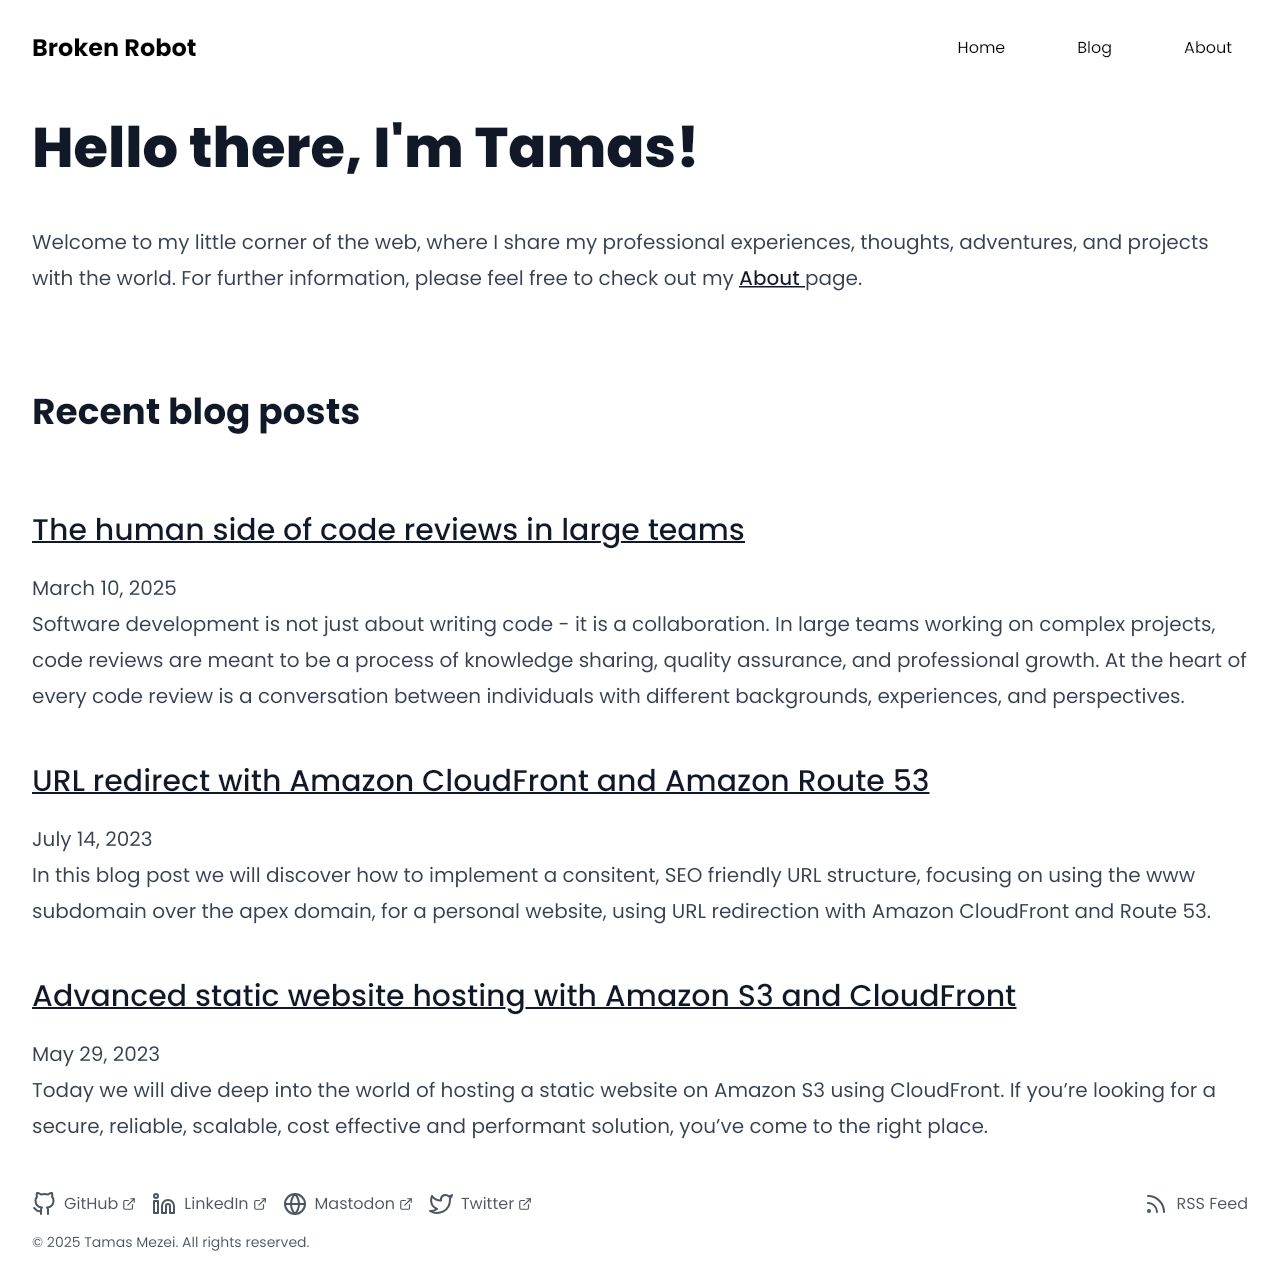 Broken Robot
Home
Blog
About
Hello there, I'm Tamas!
Welcome to my little corner of the web, where I share my professional experiences, thoughts, adventures, and projects
with the world. For further information, please feel free to check out my About page.
Recent blog posts
The human side of code reviews in large teams
March 10, 2025
Software development is not just about writing code - it is a collaboration. In large teams working on complex projects,
code reviews are meant to be a process of knowledge sharing, quality assurance, and professional growth. At the heart of
every code review is a conversation between individuals with different backgrounds, experiences, and perspectives.
URL redirect with Amazon CloudFront and Amazon Route 53
July 14, 2023
In this blog post we will discover how to implement a consitent, SEO friendly URL structure, focusing on using the www
subdomain over the apex domain, for a personal website, using URL redirection with Amazon CloudFront and Route 53.
Advanced static website hosting with Amazon S3 and CloudFront
May 29, 2023
Today we will dive deep into the world of hosting a static website on Amazon S3 using CloudFront. If you’re looking for a
secure, reliable, scalable, cost effective and performant solution, you’ve come to the right place.
GitHub
LinkedIn
Mastodon
Twitter
RSS Feed
© 2025 Tamas Mezei. All rights reserved.